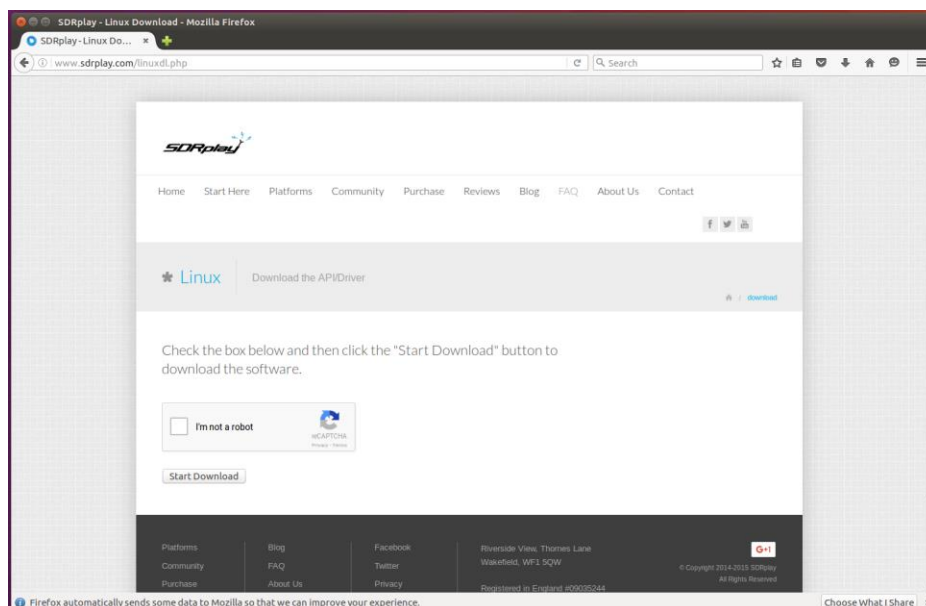 SDRplay - Linux Download - Mozilla Firefox
SDRplay - Linux Do...
www.sdrplay.com/linuxdl.php
Search
SDRplay
Home Start Here Platforms Community Purchase Reviews Blog FAQ About Us Contact
Linux
Download the API/Driver
download
Check the box below and then click the "Start Download" button to
download the software.
I'm not a robot
reCAPTCHA
Privacy - Terms
Start Download
Platforms Blog Facebook Riverside View, Thornes Lane
Community FAQ Twitter Wakefield, WF1 5QW
Purchase About Us Privacy
Registered in England #09035244
G+1
© Copyright 2014-2015 SDRplay
All Rights Reserved
Firefox automatically sends some data to Mozilla so that we can improve your experience.
Choose What I Share